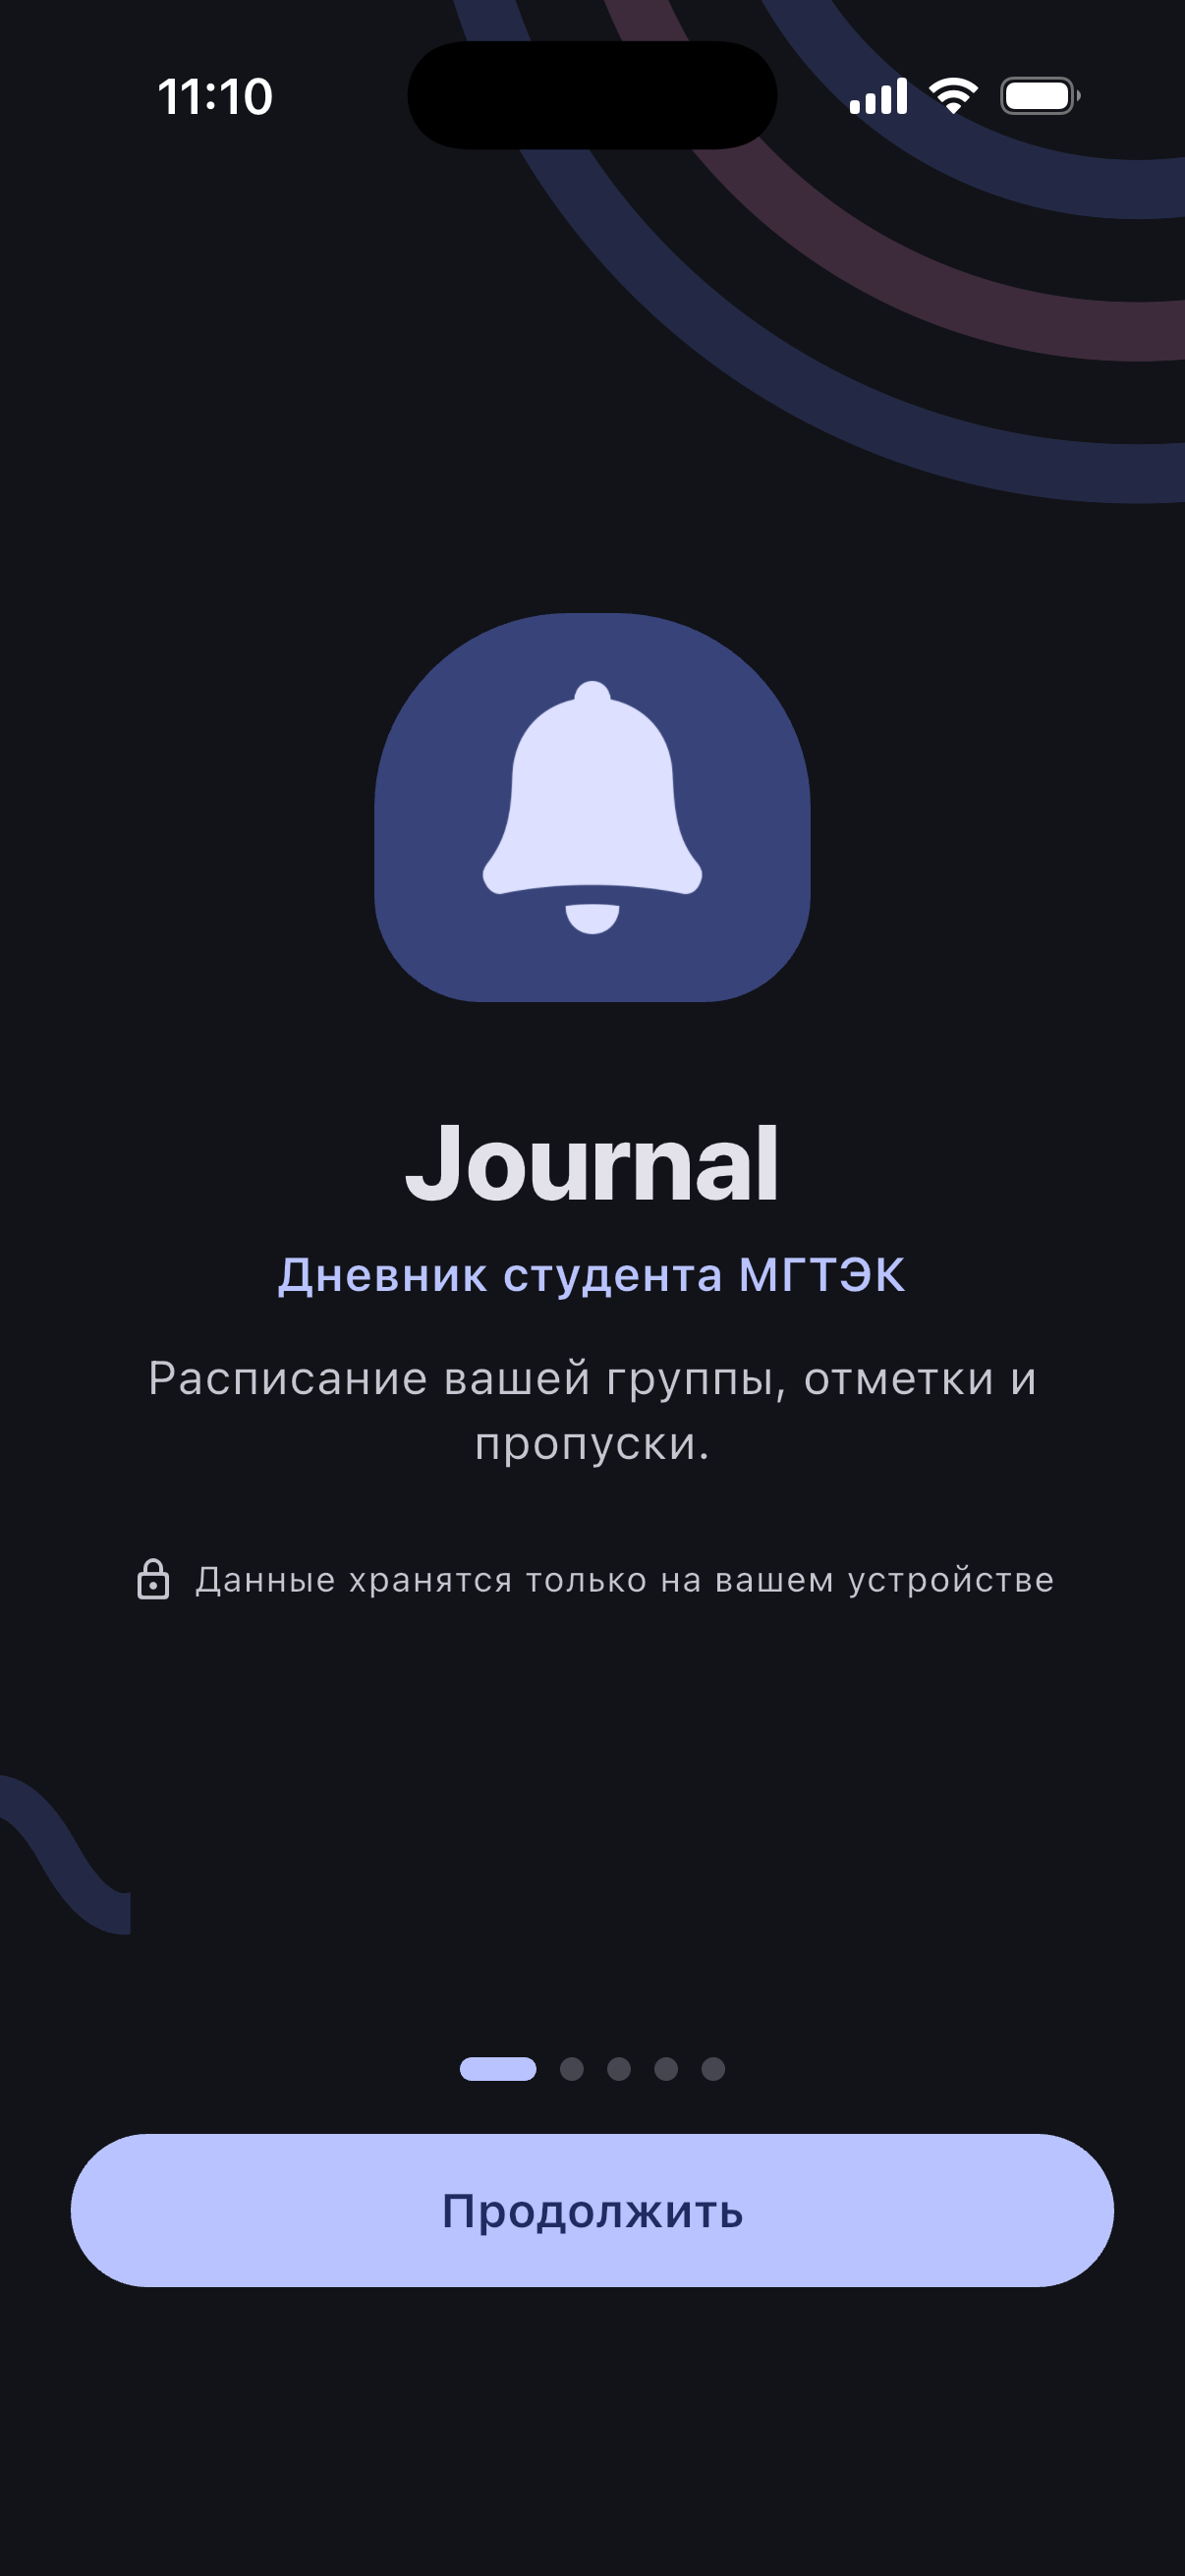 11:10
Journal
Дневник студента МГТЭК
Расписание вашей группы, отметки и
пропуски.
Данные хранятся только на вашем устройстве
Продолжить